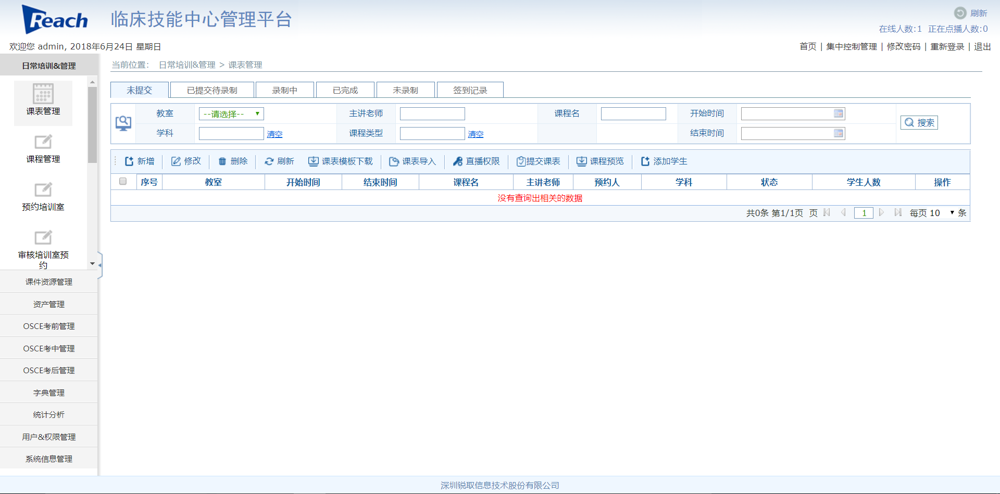 Reach 临床技能中心管理平台
刷新
在线人数:1 正在点播人数:0
欢迎您 admin, 2018年6月24日 星期日
首页 | 集中控制管理 | 修改密码 | 重新登录 | 退出
日常培训&管理
课表管理
课程管理
预约培训室
审核培训室预
约
课件资源管理
资产管理
OSCE考前管理
OSCE考中管理
OSCE考后管理
字典管理
统计分析
用户&权限管理
系统信息管理
当前位置： 日常培训&管理 > 课表管理
未提交 已提交待录制 录制中 已完成 未录制 签到记录
教室 --请选择-- 主讲老师 课程名 开始时间
学科 清空 课程类型 清空 结束时间
搜索
新增 修改 删除 刷新 课表模板下载 课表导入 直播权限 提交课表 课程预览 添加学生
序号 教室 开始时间 结束时间 课程名 主讲老师 预约人 学科 状态 学生人数 操作
没有查询出相关的数据
共0条 第1/1页 页 1 每页 10 条
深圳锐取信息技术股份有限公司